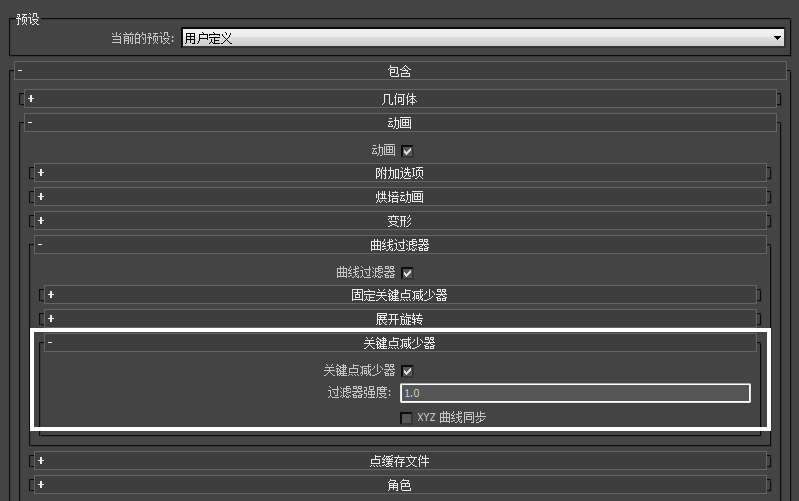 预设
当前的预设: 用户定义
- 包含
+ 几何体
- 动画
动画
+ 附加选项
+ 烘培动画
+ 变形
- 曲线过滤器
曲线过滤器
+ 固定关键点减少器
+ 展开旋转
- 关键点减少器
关键点减少器
过滤器强度: 1.0
XYZ 曲线同步
+ 点缓存文件
+ 角色